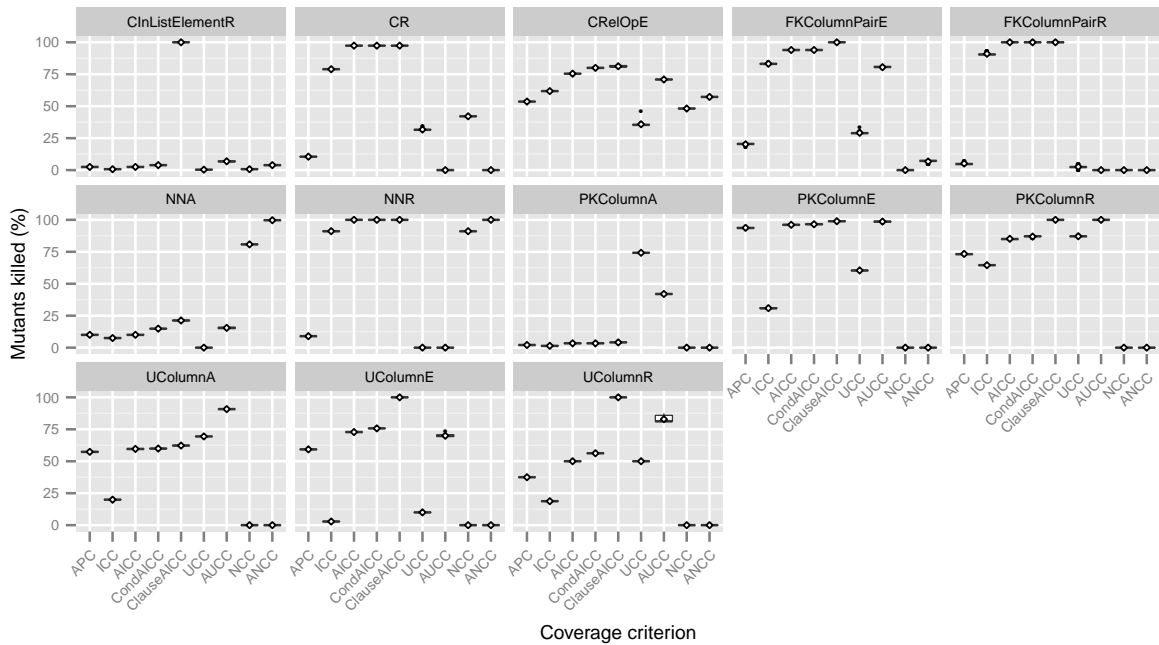 CInListElementR
CR
CRelOpE
FKColumnPairE
FKColumnPairR
100
75
50
25
0
NNA
NNR
PKColumnA
PKColumnE
PKColumnR
100
75
50
25
0
UColumnA
UColumnE
UColumnR
100
75
50
25
0
Mutants killed (%)
APC
ICC
AICC
CondAICC
ClauseAICC
UCC
AUCC
NCC
ANCC
APC
ICC
AICC
CondAICC
ClauseAICC
UCC
AUCC
NCC
ANCC
APC
ICC
AICC
CondAICC
ClauseAICC
UCC
AUCC
NCC
ANCC
APC
ICC
AICC
CondAICC
ClauseAICC
UCC
AUCC
NCC
ANCC
APC
ICC
AICC
CondAICC
ClauseAICC
UCC
AUCC
NCC
ANCC
Coverage criterion